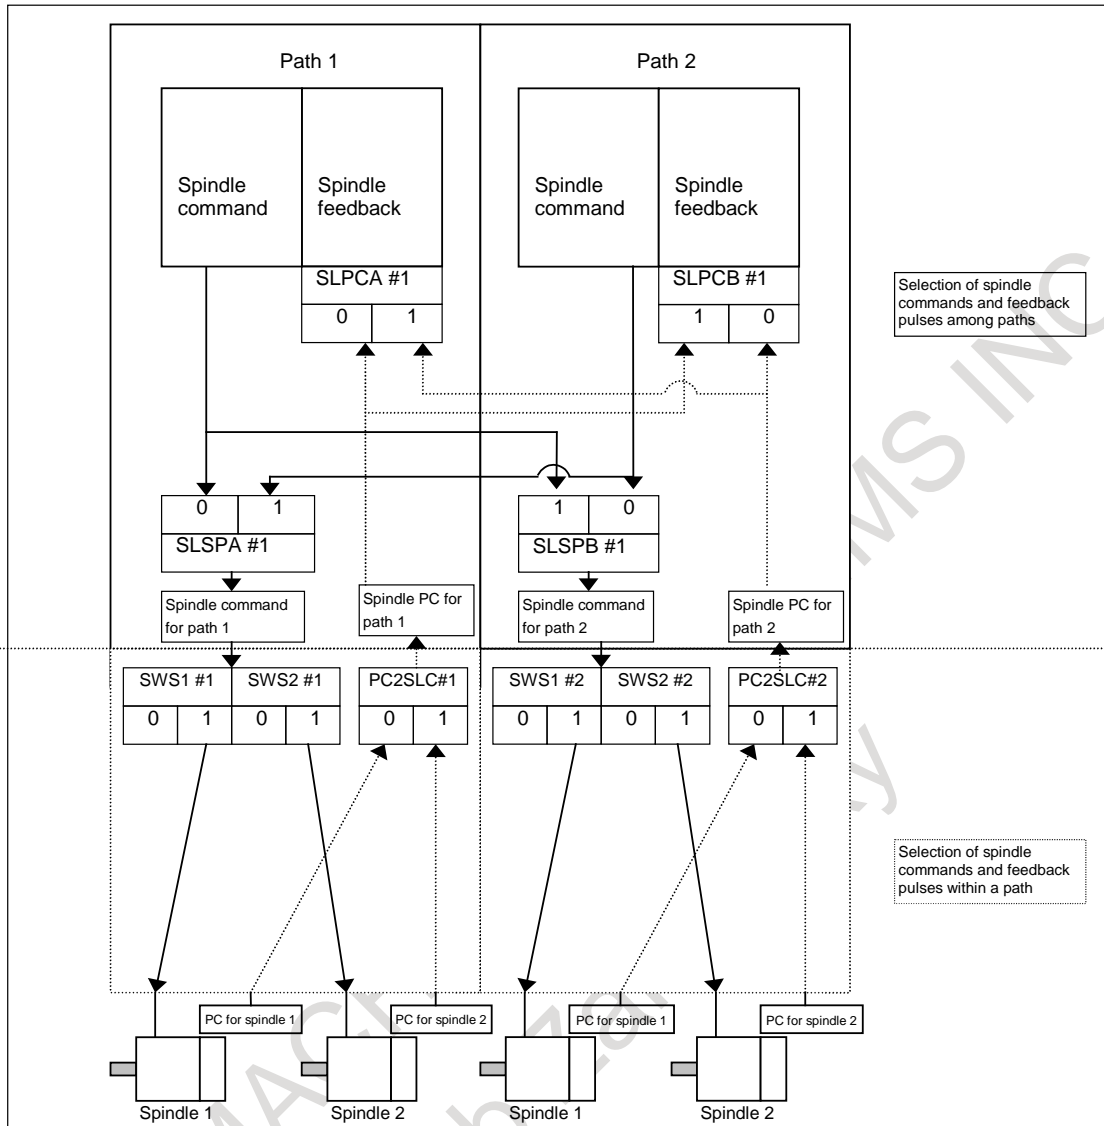 Path 1
Path 2
Spindle
command
Spindle
feedback
Spindle
command
Spindle
feedback
SLPCA #1
0 1
SLPCB #1
1 0
Selection of spindle
commands and feedback
pulses among paths
0 1
SLSPA #1
1 0
SLSPB #1
Spindle command
for path 1
Spindle PC for
path 1
Spindle command
for path 2
Spindle PC for
path 2
SWS1 #1 SWS2 #1 PC2SLC#1
0 1 0 1 0 1
SWS1 #2 SWS2 #2 PC2SLC#2
0 1 0 1 0 1
Selection of spindle
commands and feedback
pulses within a path
PC for spindle 1
PC for spindle 2
PC for spindle 1
PC for spindle 2
Spindle 1
Spindle 2
Spindle 1
Spindle 2
INC